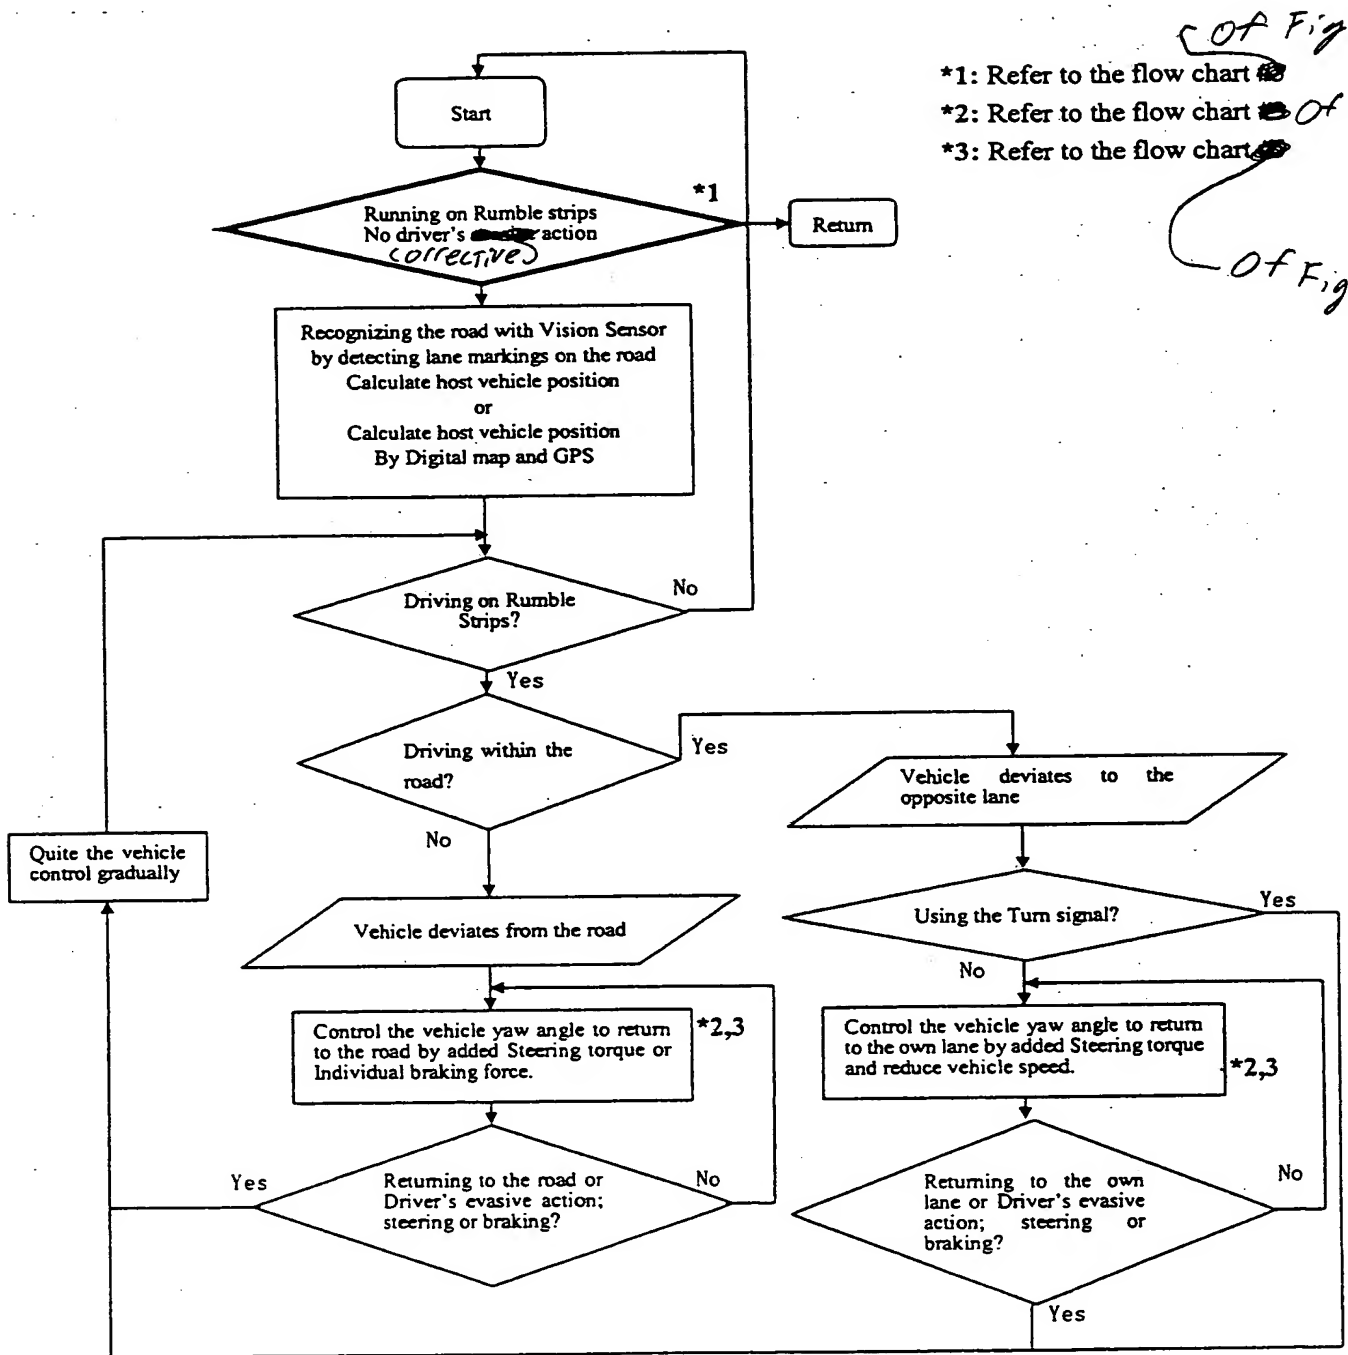 Of Fig
*1: Refer to the flow chart
*2: Refer to the flow chart Of
*3: Refer to the flow chart
Of Fig
Start
*1
Running on Rumble strips
No driver's action
corrective
Return
Recognizing the road with Vision Sensor
by detecting lane markings on the road
Calculate host vehicle position
or
Calculate host vehicle position
By Digital map and GPS
Driving on Rumble
Strips?
No
Yes
Driving within the
road?
Yes
No
Vehicle deviates to the
opposite lane
Quite the vehicle
control gradually
Vehicle deviates from the road
Using the Turn signal?
Yes
No
Control the vehicle yaw angle to return
to the road by added Steering torque or
Individual braking force.
*2,3
Control the vehicle yaw angle to return
to the own lane by added Steering torque
and reduce vehicle speed.
*2,3
Yes
Returning to the road or
Driver's evasive action;
steering or braking?
No
Returning to the own
lane or Driver's evasive
action; steering or
braking?
No
Yes